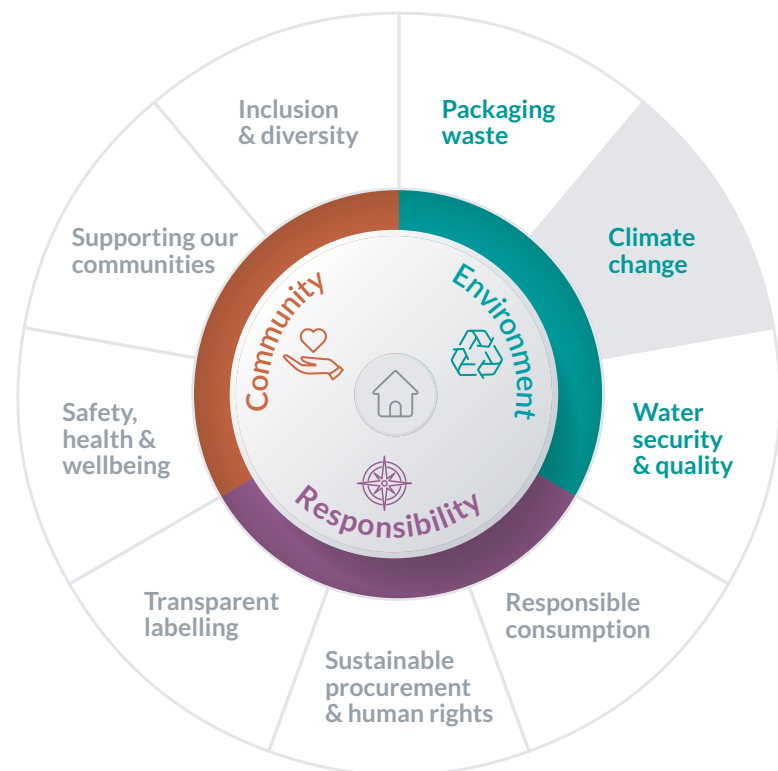 Inclusion
& diversity
Packaging
waste
Supporting our
communities
Climate
change
Community
Environment
Responsibility
Safety,
health &
wellbeing
Water
security
& quality
Transparent
labelling
Responsible
consumption
Sustainable
procurement
& human rights